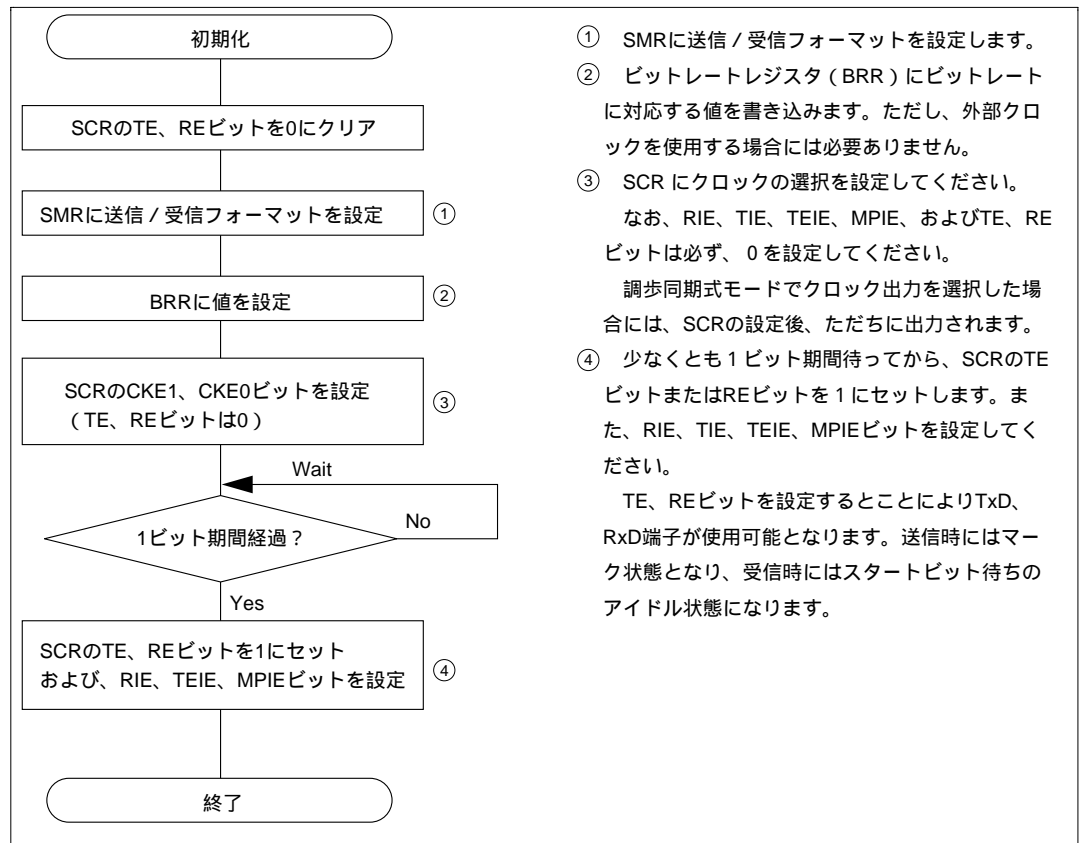 初期化
SCRのTE、REビットを0にクリア
SMRに送信／受信フォーマットを設定
①
BRRに値を設定
②
SCRのCKE1、CKE0ビットを設定
（TE、REビットは0）
③
Wait
1ビット期間経過？
No
Yes
SCRのTE、REビットを1にセット
および、RIE、TEIE、MPIEビットを設定
④
終了
① SMRに送信／受信フォーマットを設定します。
② ビットレートレジスタ（BRR）にビットレート
に対応する値を書き込みます。ただし、外部クロ
ックを使用する場合には必要ありません。
③ SCR にクロックの選択を設定してください。
なお、RIE、TIE、TEIE、MPIE、およびTE、RE
ビットは必ず、０を設定してください。
調歩同期式モードでクロック出力を選択した場
合には、SCRの設定後、ただちに出力されます。
④ 少なくとも１ビット期間待ってから、SCRのTE
ビットまたはREビットを１にセットします。ま
た、RIE、TIE、TEIE、MPIEビットを設定してく
ださい。
TE、REビットを設定するとことによりTxD、
RxD端子が使用可能となります。送信時にはマー
ク状態となり、受信時にはスタートビット待ちの
アイドル状態になります。